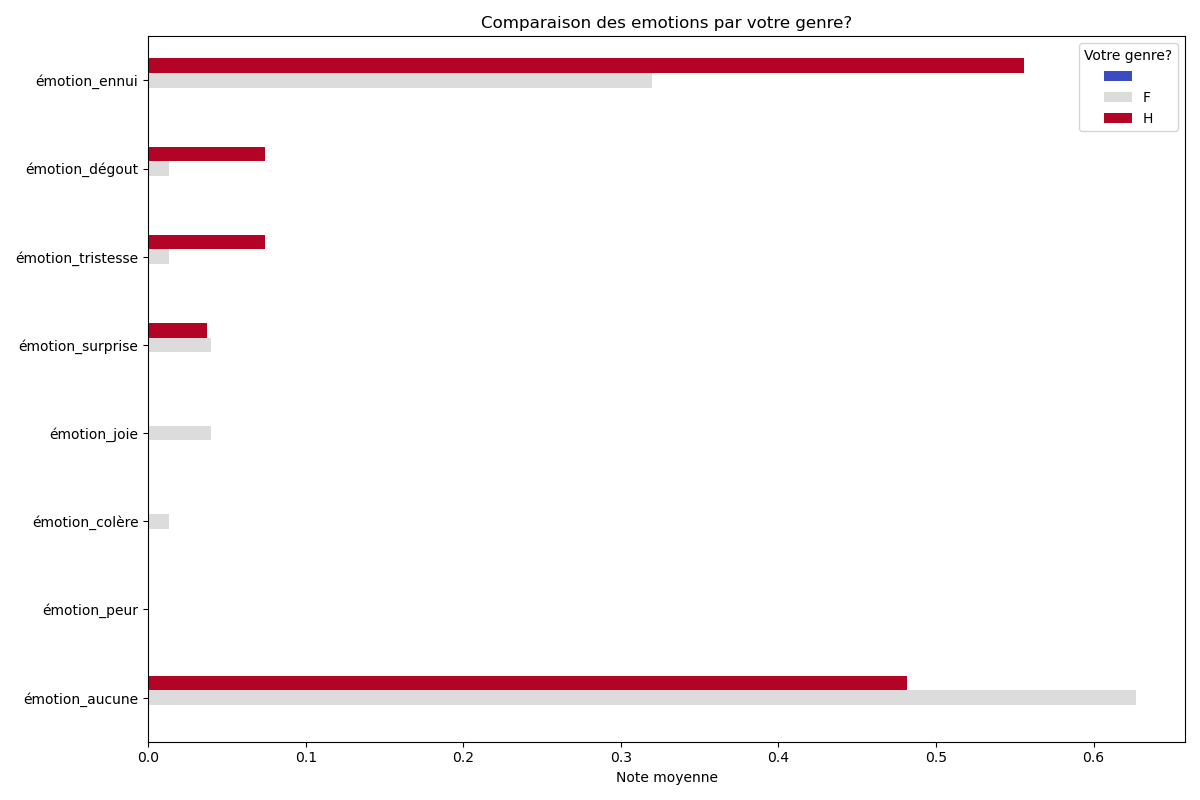 Comparaison des emotions par votre genre?
Votre genre?
F
H
émotion_ennui
émotion_dégout
émotion_tristesse
émotion_surprise
émotion_joie
émotion_colère
émotion_peur
émotion_aucune
0.0 0.1 0.2 0.3 0.4 0.5 0.6
Note moyenne